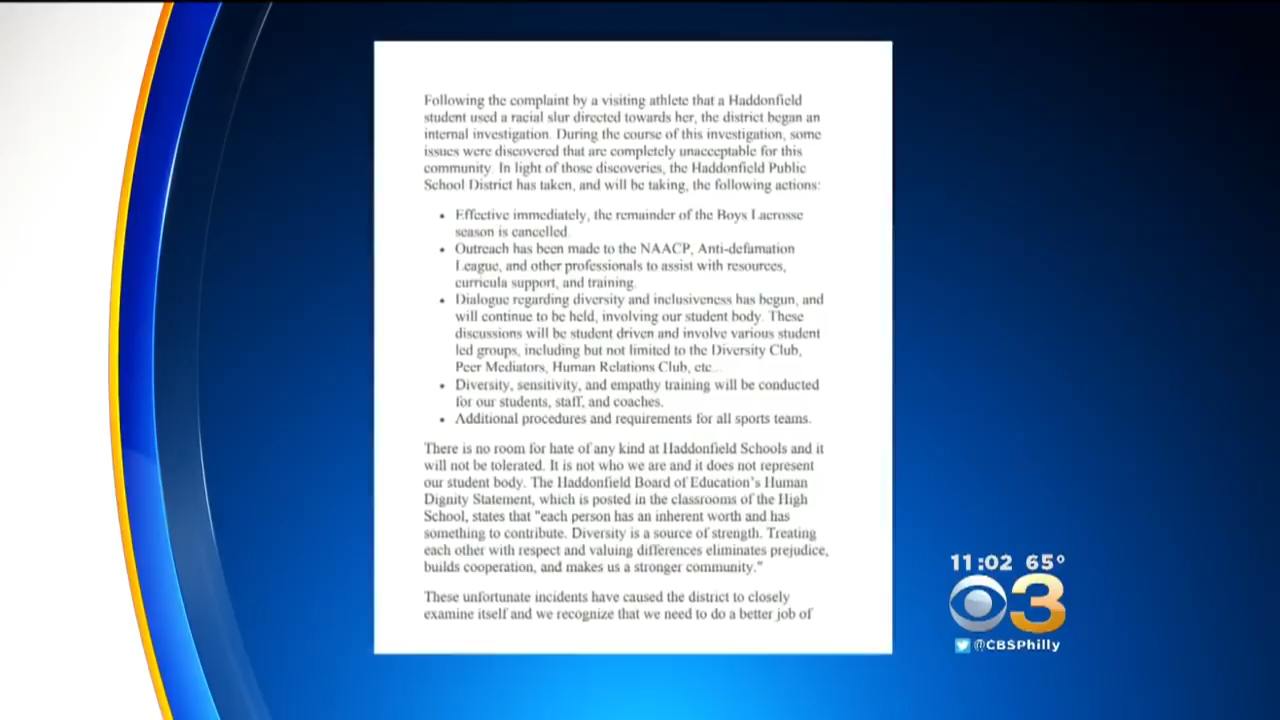 Following the complaint by a visiting athlete that a Haddonfield
student used a racial slur directed towards her, the district began an
internal investigation. During the course of this investigation, some
issues were discovered that are completely unacceptable for this
community. In light of those discoveries, the Haddonfield Public
School District has taken, and will be taking, the following actions:
• Effective immediately, the remainder of the Boys Lacrosse
season is cancelled.
• Outreach has been made to the NAACP, Anti-defamation
League, and other professionals to assist with resources,
curricula support, and training.
• Dialogue regarding diversity and inclusiveness has begun, and
will continue to be held, involving our student body. These
discussions will be student driven and involve various student
led groups, including but not limited to the Diversity Club,
Peer Mediators, Human Relations Club, etc...
• Diversity, sensitivity, and empathy training will be conducted
for our students, staff, and coaches.
• Additional procedures and requirements for all sports teams.
There is no room for hate of any kind at Haddonfield Schools and it
will not be tolerated. It is not who we are and it does not represent
our student body. The Haddonfield Board of Education's Human
Dignity Statement, which is posted in the classrooms of the High
School, states that "each person has an inherent worth and has
something to contribute. Diversity is a source of strength. Treating
each other with respect and valuing differences eliminates prejudice,
builds cooperation, and makes us a stronger community."
These unfortunate incidents have caused the district to closely
examine itself and we recognize that we need to do a better job of
11:02 65°
3
@CBSPhilly